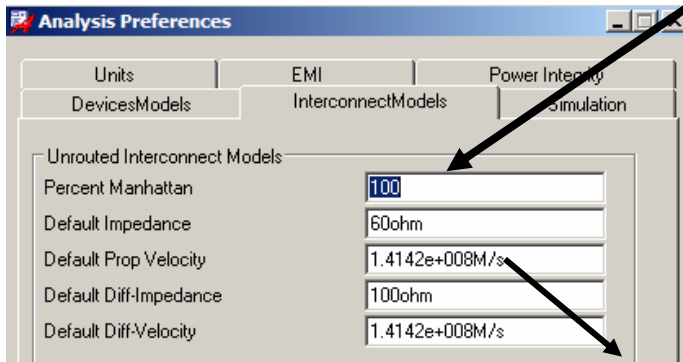 Analysis Preferences
Units EMI Power Integrity
DevicesModels InterconnectModels Simulation
Unrouted Interconnect Models
Percent Manhattan 100
Default Impedance 60ohm
Default Prop Velocity 1.4142e+008M/s
Default Diff-Impedance 100ohm
Default Diff-Velocity 1.4142e+008M/s